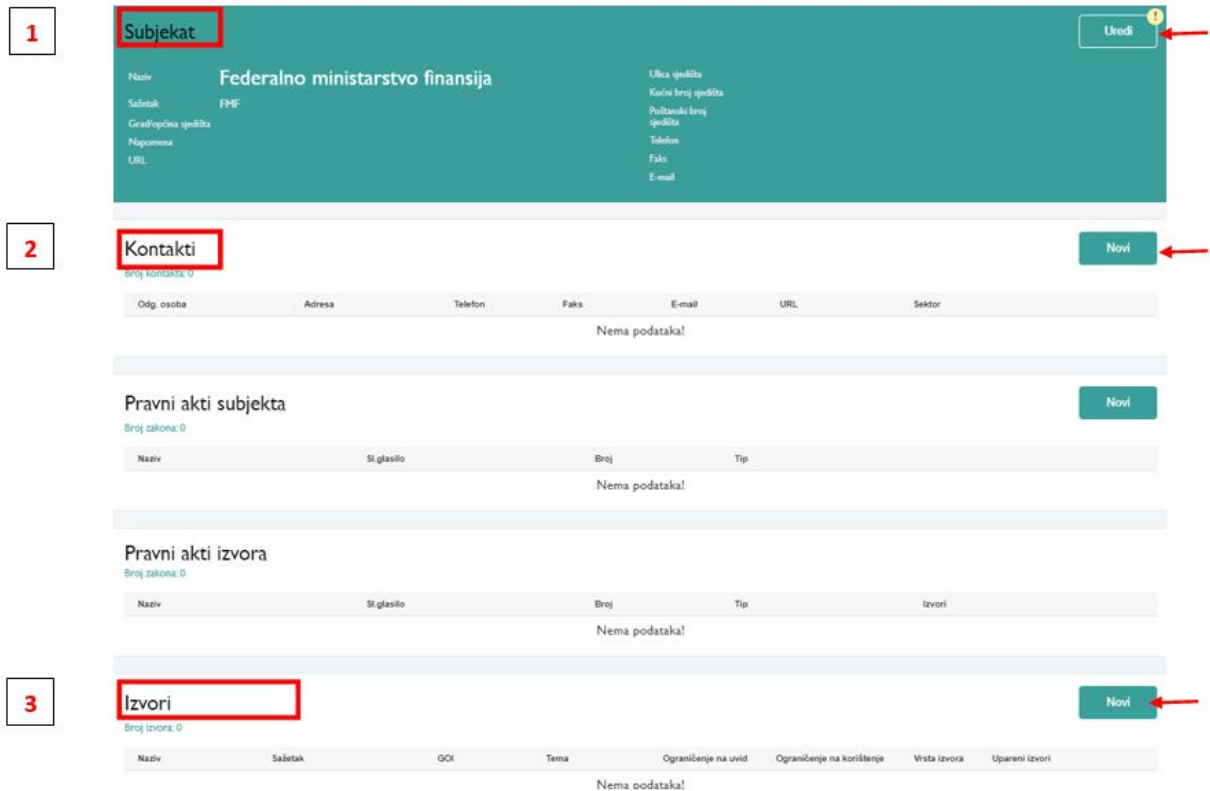 1
Subjekat
Uredi
!
Naziv Federalno ministarstvo finansija
Sažetak FMF
Grad/općina sjedišta
Napomena
URL
Ulica sjedišta
Kućni broj sjedišta
Poštanski broj
sjedišta
Telefon
Faks
E-mail
2
Kontakti
Novi
Broj kontakta: 0
Odg. osoba Adresa Telefon Faks E-mail URL Sektor
Nema podataka!
Pravni akti subjekta
Novi
Broj zakona: 0
Naziv Sl.glasilo Broj Tip
Nema podataka!
Pravni akti izvora
Broj zakona: 0
Naziv Sl.glasilo Broj Tip Izvori
Nema podataka!
3
Izvori
Novi
Broj izvora: 0
Naziv Sažetak GOI Tema Ograničenje na uvid Ograničenje na korištenje Vrsta izvora Upareni izvori
Nema podataka!